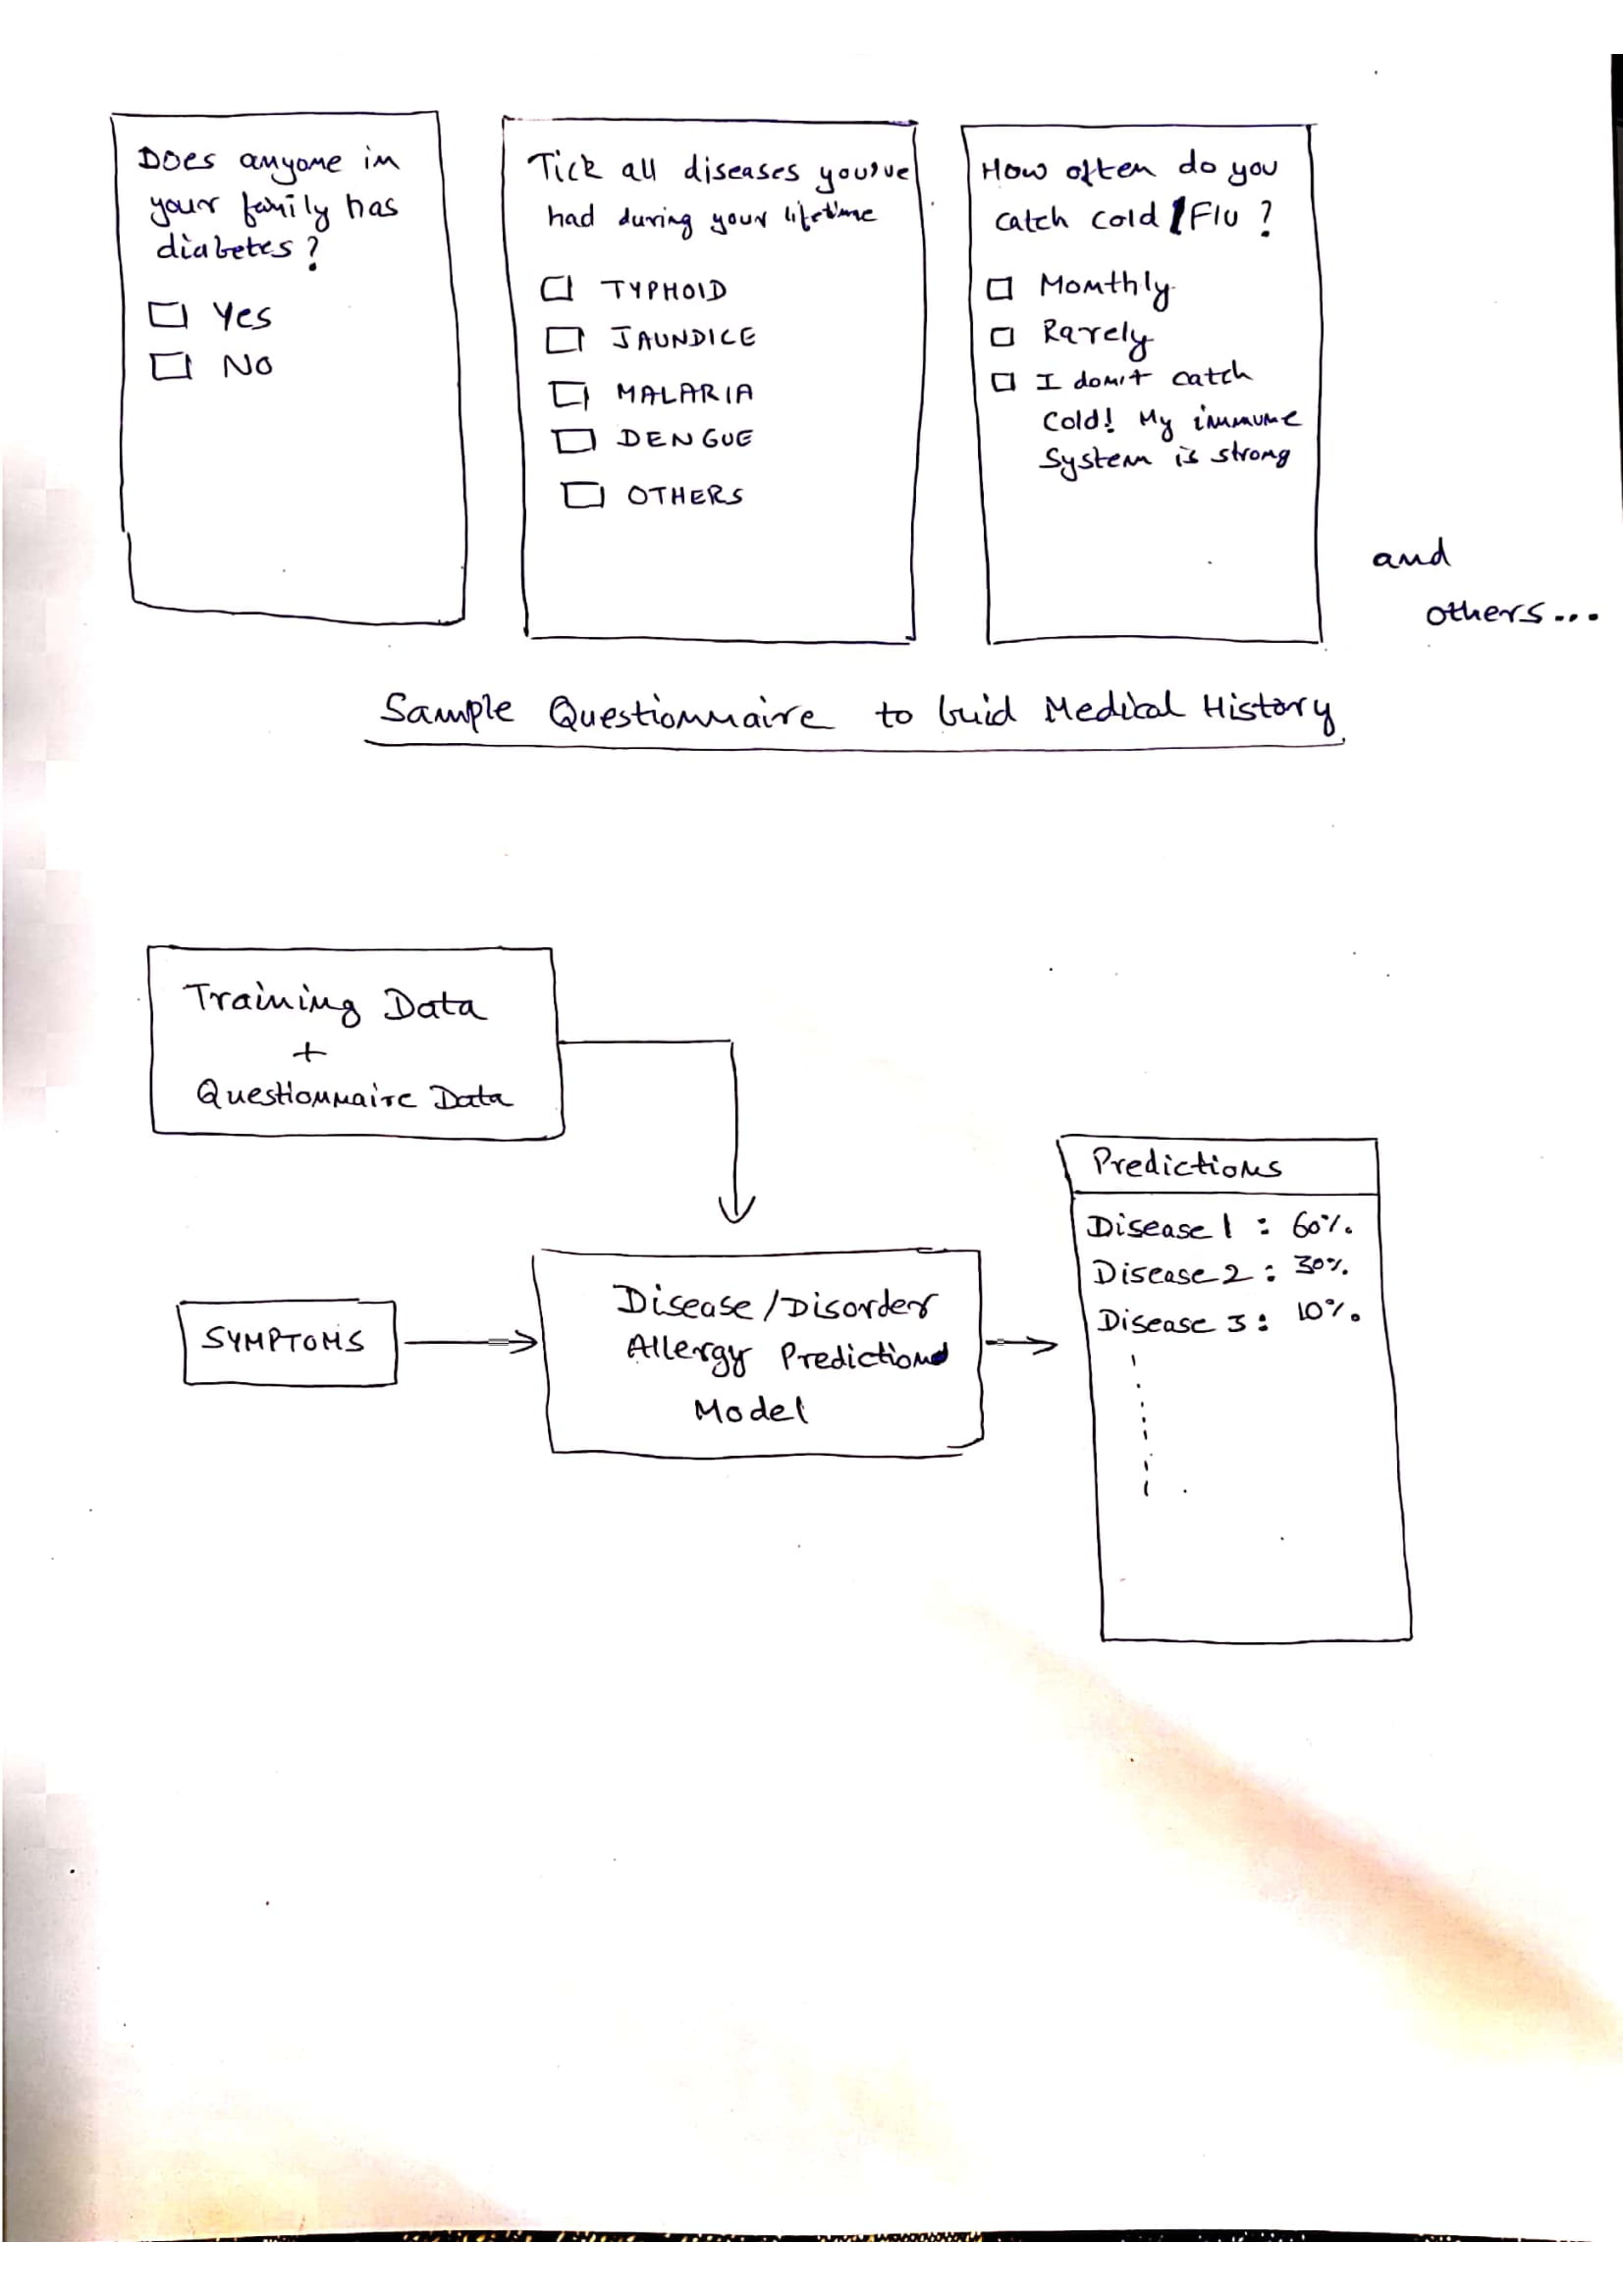 Does anyone in
your family has
diabetes?
Yes
No
Tick all diseases you've
had during your lifetime
TYPHOID
JAUNDICE
MALARIA
DENGUE
OTHERS
How often do you
catch cold/Flu?
Monthly
Rarely
I don't catch
cold! My immune
System is strong
and
others...
Sample Questionnaire to buid Medical History
Training Data
+
Questionnaire Data
SYMPTOMS
Disease/Disorder
Allergy Prediction
Model
Predictions
Disease 1 : 60%.
Disease 2 : 30%.
Disease 3 : 10%.